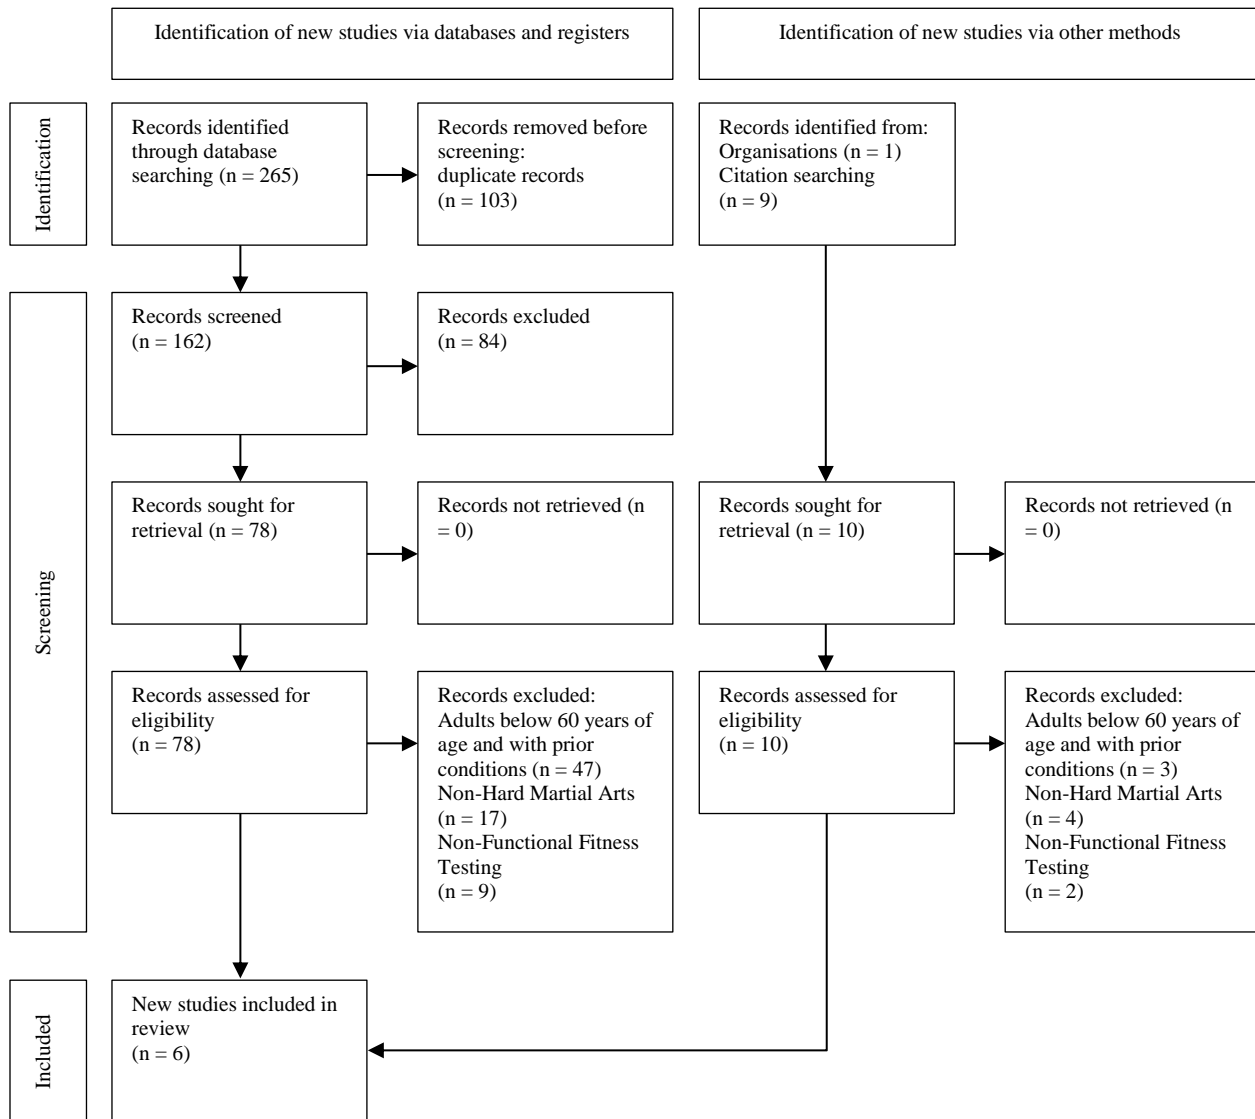 Identification of new studies via databases and registers
Identification of new studies via other methods
Identification
Records identified
through database
searching (n = 265)
Records removed before
screening:
duplicate records
(n = 103)
Records identified from:
Organisations (n = 1)
Citation searching
(n = 9)
Screening
Records screened
(n = 162)
Records excluded
(n = 84)
Records sought for
retrieval (n = 78)
Records not retrieved (n
= 0)
Records sought for
retrieval (n = 10)
Records not retrieved (n
= 0)
Records assessed for
eligibility
(n = 78)
Records excluded:
Adults below 60 years of
age and with prior
conditions (n = 47)
Non-Hard Martial Arts
(n = 17)
Non-Functional Fitness
Testing
(n = 9)
Records assessed for
eligibility
(n = 10)
Records excluded:
Adults below 60 years of
age and with prior
conditions (n = 3)
Non-Hard Martial Arts
(n = 4)
Non-Functional Fitness
Testing
(n = 2)
Included
New studies included in
review
(n = 6)